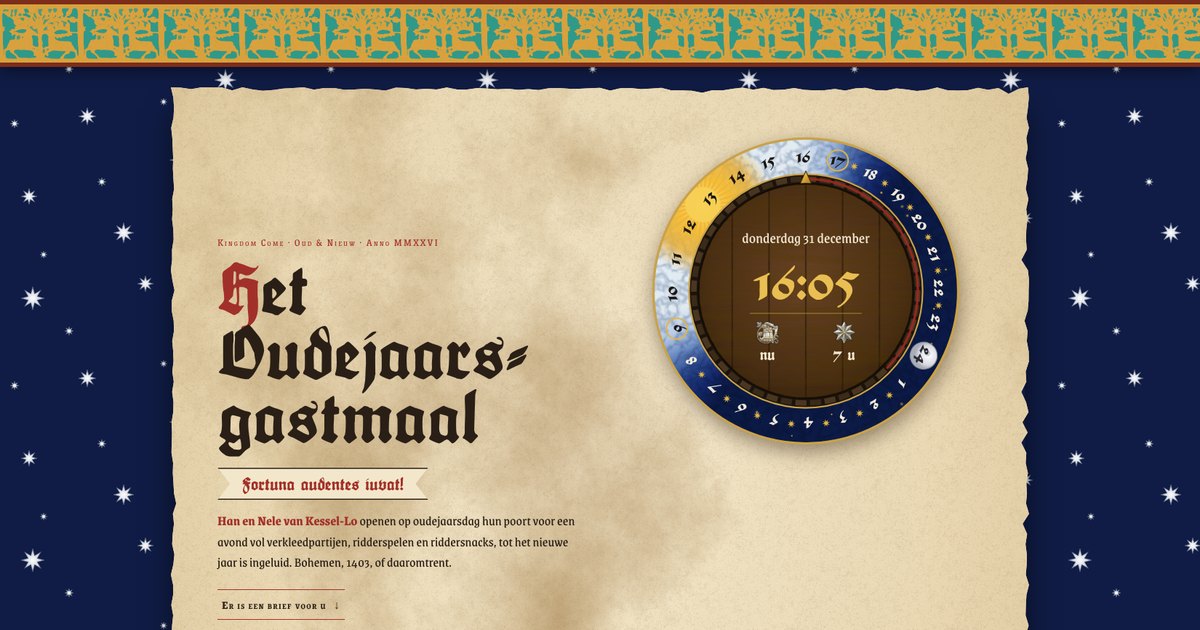 Kingdom Come · Oud & Nieuw · Anno MMXXVI
Het
Oudejaars=
gastmaal
Fortuna audentes iuvat!
Han en Nele van Kessel-Lo openen op oudejaarsdag hun poort voor een
avond vol verkleedpartijen, ridderspelen en riddersnacks, tot het nieuwe
jaar is ingeluid. Bohemen, 1403, of daaromtrent.
Er is een brief voor u ↓
1 2 3 4 5 6 7 8 9 10 11 12 13 14 15 16 17 18 19 20 21 22 23 24
donderdag 31 december
16:05
nu 7 u